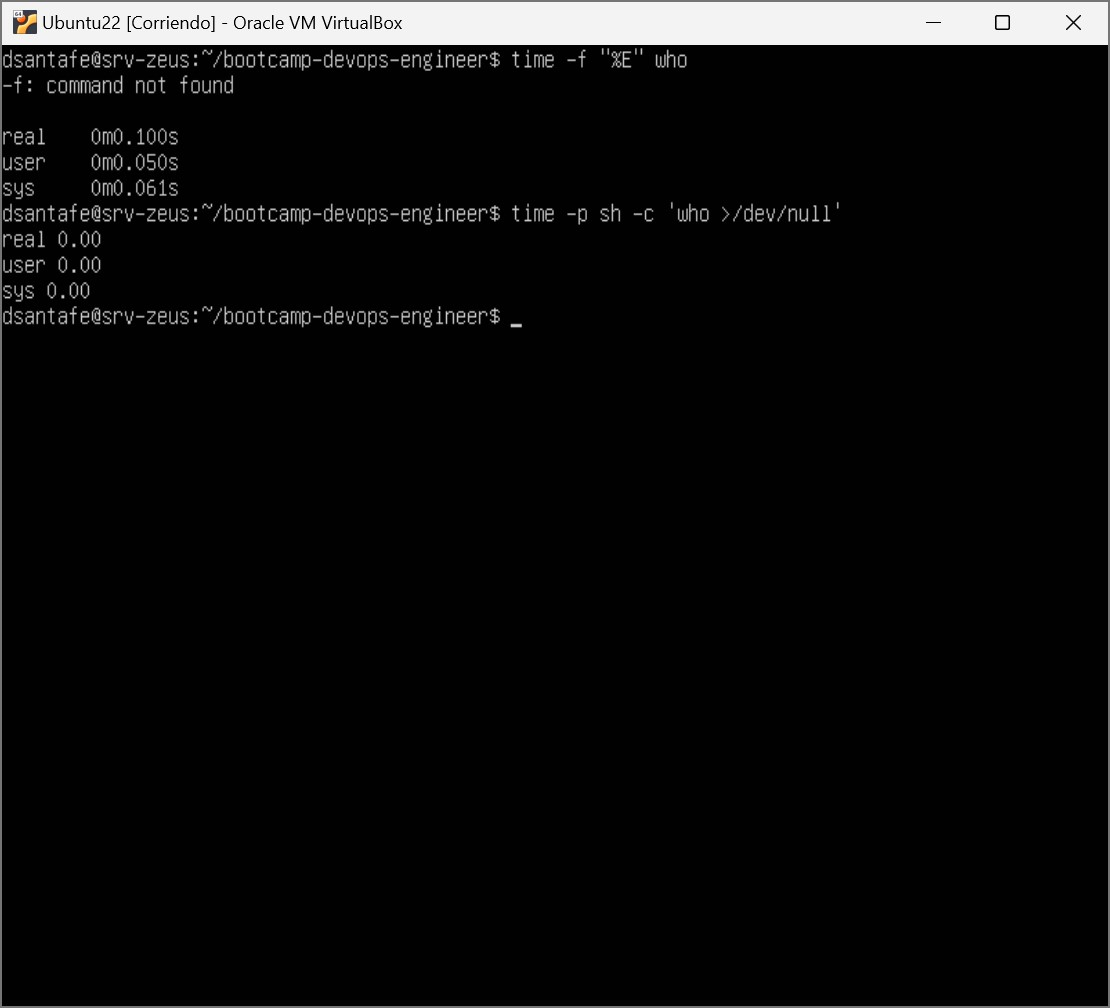 Ubuntu22 [Corriendo] - Oracle VM VirtualBox
dsantafe@srv-zeus:~/bootcamp-devops-engineer$ time -f "%E" who
-f: command not found
real    0m0.100s
user    0m0.050s
sys     0m0.061s
dsantafe@srv-zeus:~/bootcamp-devops-engineer$ time -p sh -c 'who >/dev/null'
real 0.00
user 0.00
sys 0.00
dsantafe@srv-zeus:~/bootcamp-devops-engineer$ _